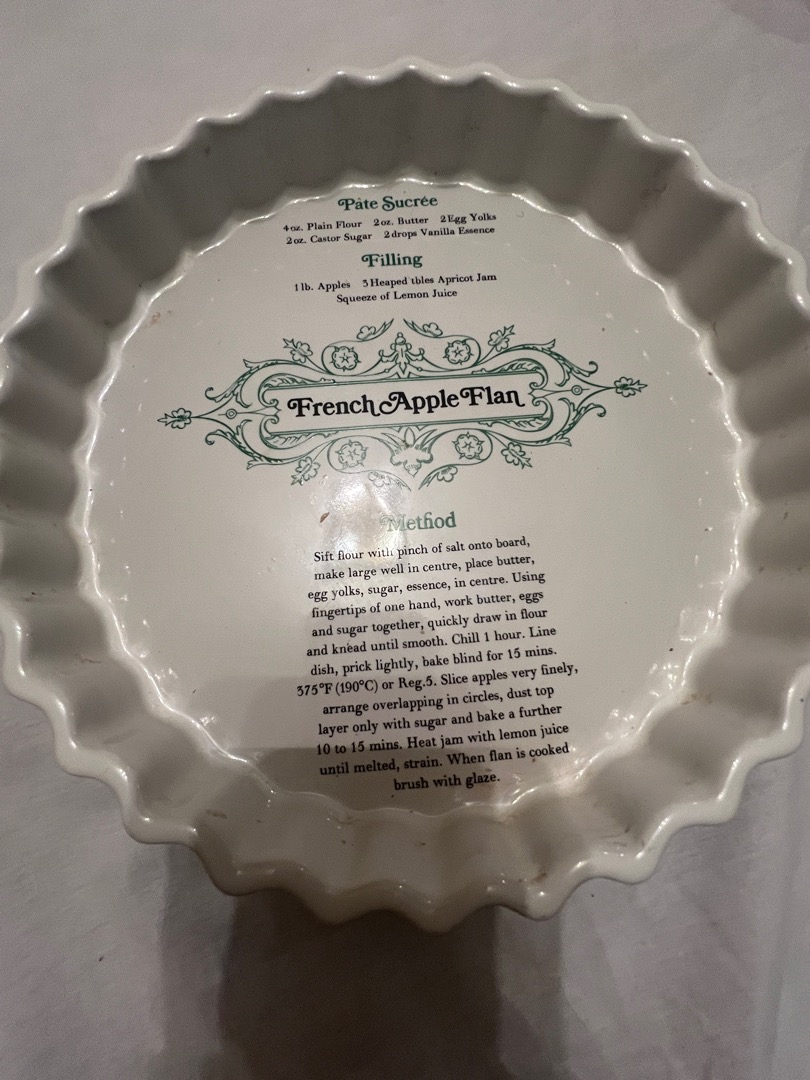 Pâte Sucrée
4oz. Plain Flour 2oz. Butter 2 Egg Yolks
2oz. Castor Sugar 2 drops Vanilla Essence
Filling
1lb. Apples 3 Heaped tbles Apricot Jam
Squeeze of Lemon Juice
French Apple Flan
Method
Sift flour with pinch of salt onto board,
make large well in centre, place butter,
egg yolks, sugar, essence, in centre. Using
fingertips of one hand, work butter, eggs
and sugar together, quickly draw in flour
and knead until smooth. Chill 1 hour. Line
dish, prick lightly, bake blind for 15 mins.
375°F (190°C) or Reg.5. Slice apples very finely,
arrange overlapping in circles, dust top
layer only with sugar and bake a further
10 to 15 mins. Heat jam with lemon juice
until melted, strain. When flan is cooked
brush with glaze.